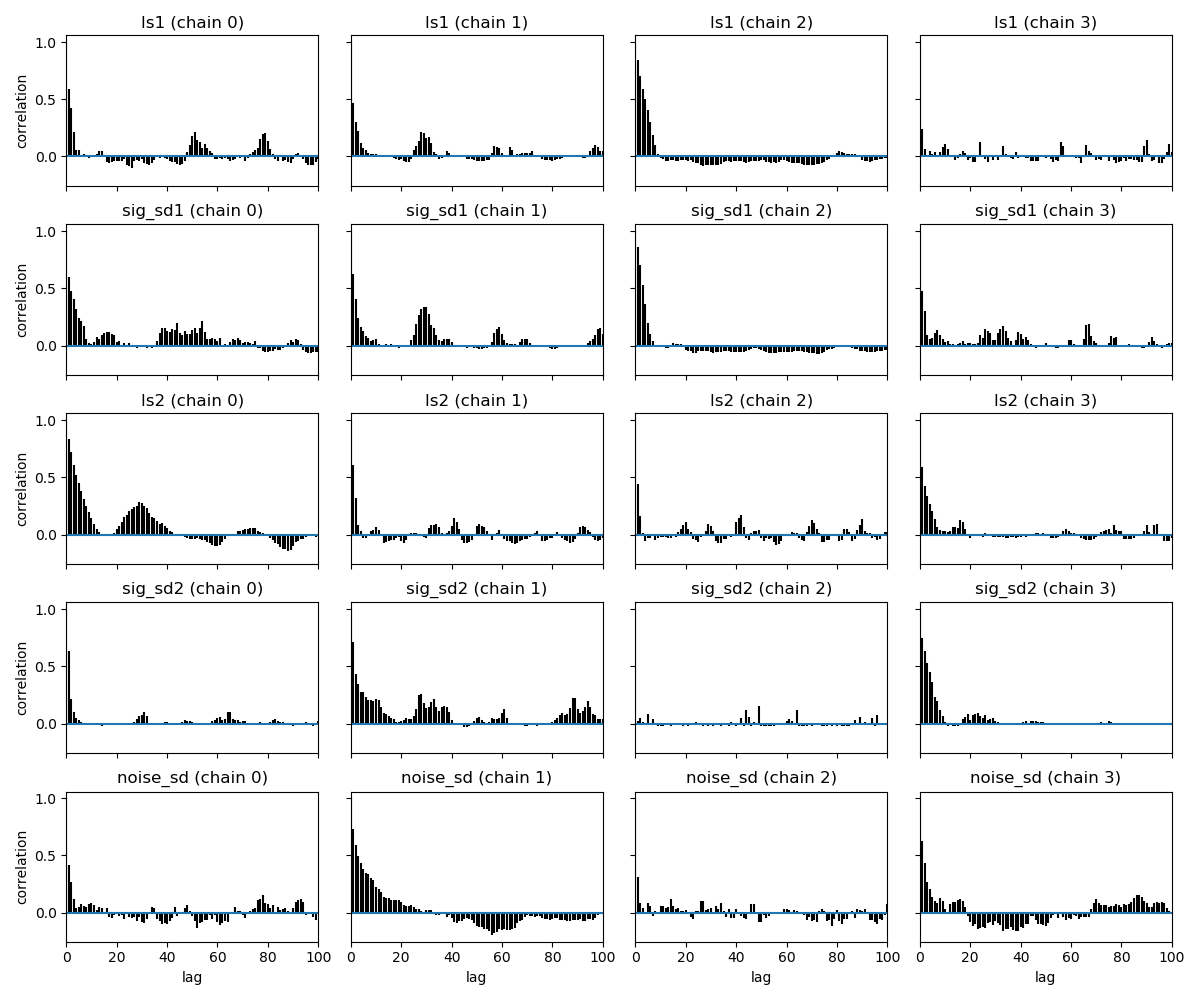 ls1 (chain 0) ls1 (chain 1) ls1 (chain 2) ls1 (chain 3)
1.0
0.5
0.0
correlation
sig_sd1 (chain 0) sig_sd1 (chain 1) sig_sd1 (chain 2) sig_sd1 (chain 3)
1.0
0.5
0.0
correlation
ls2 (chain 0) ls2 (chain 1) ls2 (chain 2) ls2 (chain 3)
1.0
0.5
0.0
correlation
sig_sd2 (chain 0) sig_sd2 (chain 1) sig_sd2 (chain 2) sig_sd2 (chain 3)
1.0
0.5
0.0
correlation
noise_sd (chain 0) noise_sd (chain 1) noise_sd (chain 2) noise_sd (chain 3)
1.0
0.5
0.0
correlation
0 20 40 60 80 100 0 20 40 60 80 100 0 20 40 60 80 100 0 20 40 60 80 100
lag lag lag lag